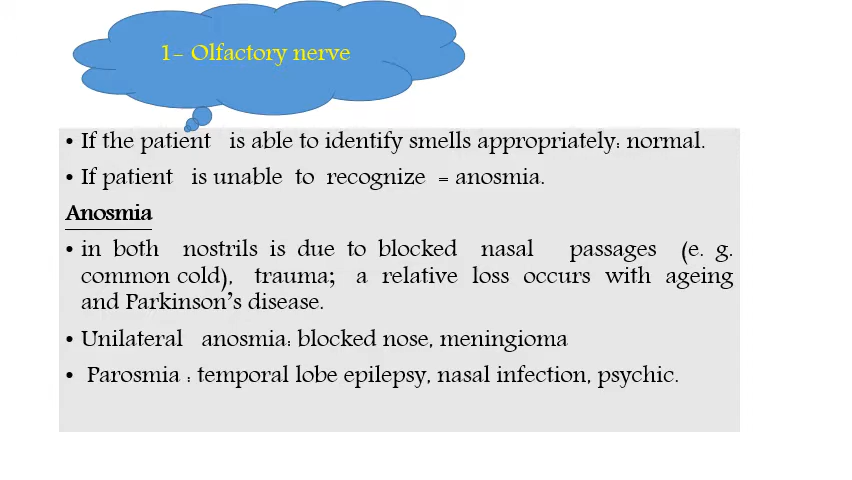 1- Olfactory nerve
• If the patient is able to identify smells appropriately: normal.
• If patient is unable to recognize = anosmia.
Anosmia
• in both nostrils is due to blocked nasal passages (e. g.
common cold), trauma; a relative loss occurs with ageing
and Parkinson's disease.
• Unilateral anosmia: blocked nose, meningioma
• Parosmia : temporal lobe epilepsy, nasal infection, psychic.